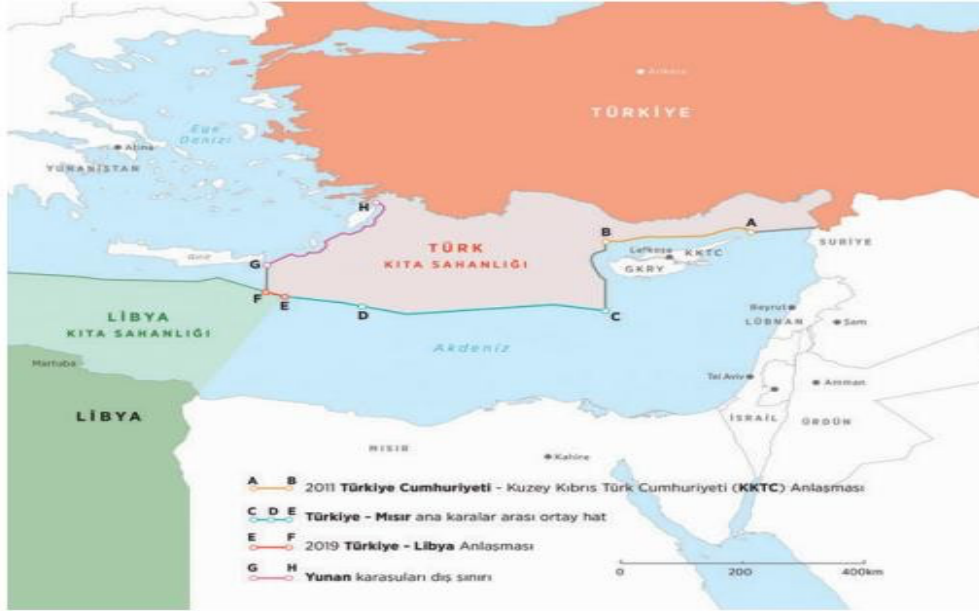 Ankara
TÜRKİYE
Ege
Denizi
Atina
YUNANİSTAN
H
B
A
TÜRK
KITA SAHANLIĞI
Lefkoşa
KKTC
GKRY
SURİYE
Girit
G
F
E
D
C
LİBYA
KITA SAHANLIĞI
Akdeniz
Beyrut
LÜBNAN
Şam
Martuba
Tel Aviv
Amman
LİBYA
İSRAİL
ÜRDÜN
MISIR
Kahire
A B 2011 Türkiye Cumhuriyeti - Kuzey Kıbrıs Türk Cumhuriyeti (KKTC) Anlaşması
C D E Türkiye - Mısır ana karalar arası ortay hat
E F 2019 Türkiye - Libya Anlaşması
G H Yunan karasuları dış sınırı
0 200 400km